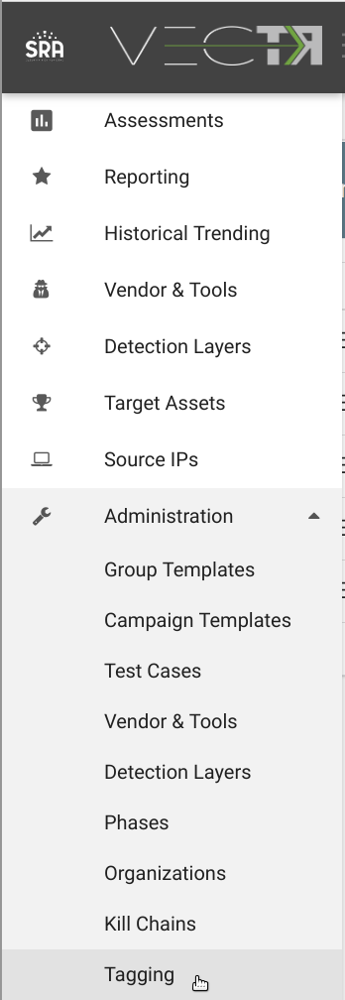 SRA
VECTR
Assessments
Reporting
Historical Trending
Vendor & Tools
Detection Layers
Target Assets
Source IPs
Administration
Group Templates
Campaign Templates
Test Cases
Vendor & Tools
Detection Layers
Phases
Organizations
Kill Chains
Tagging